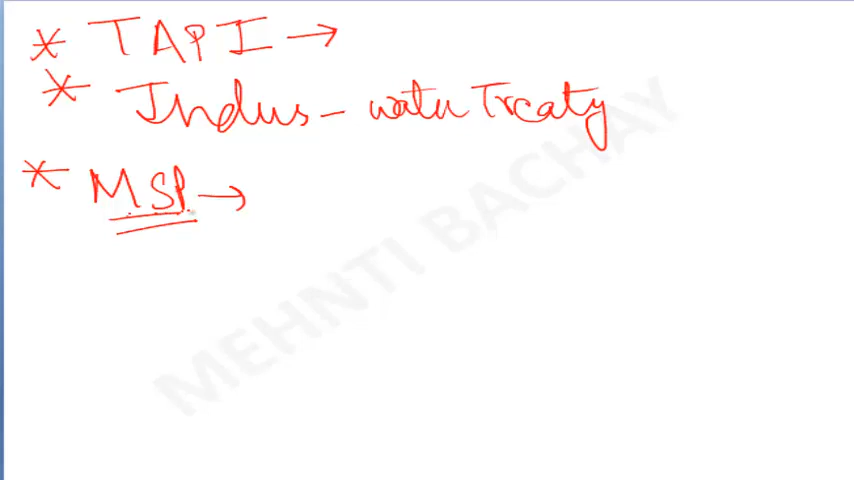 * TAPI →
* Indus - water Treaty
* MSP →
MEHNTI BACHAY